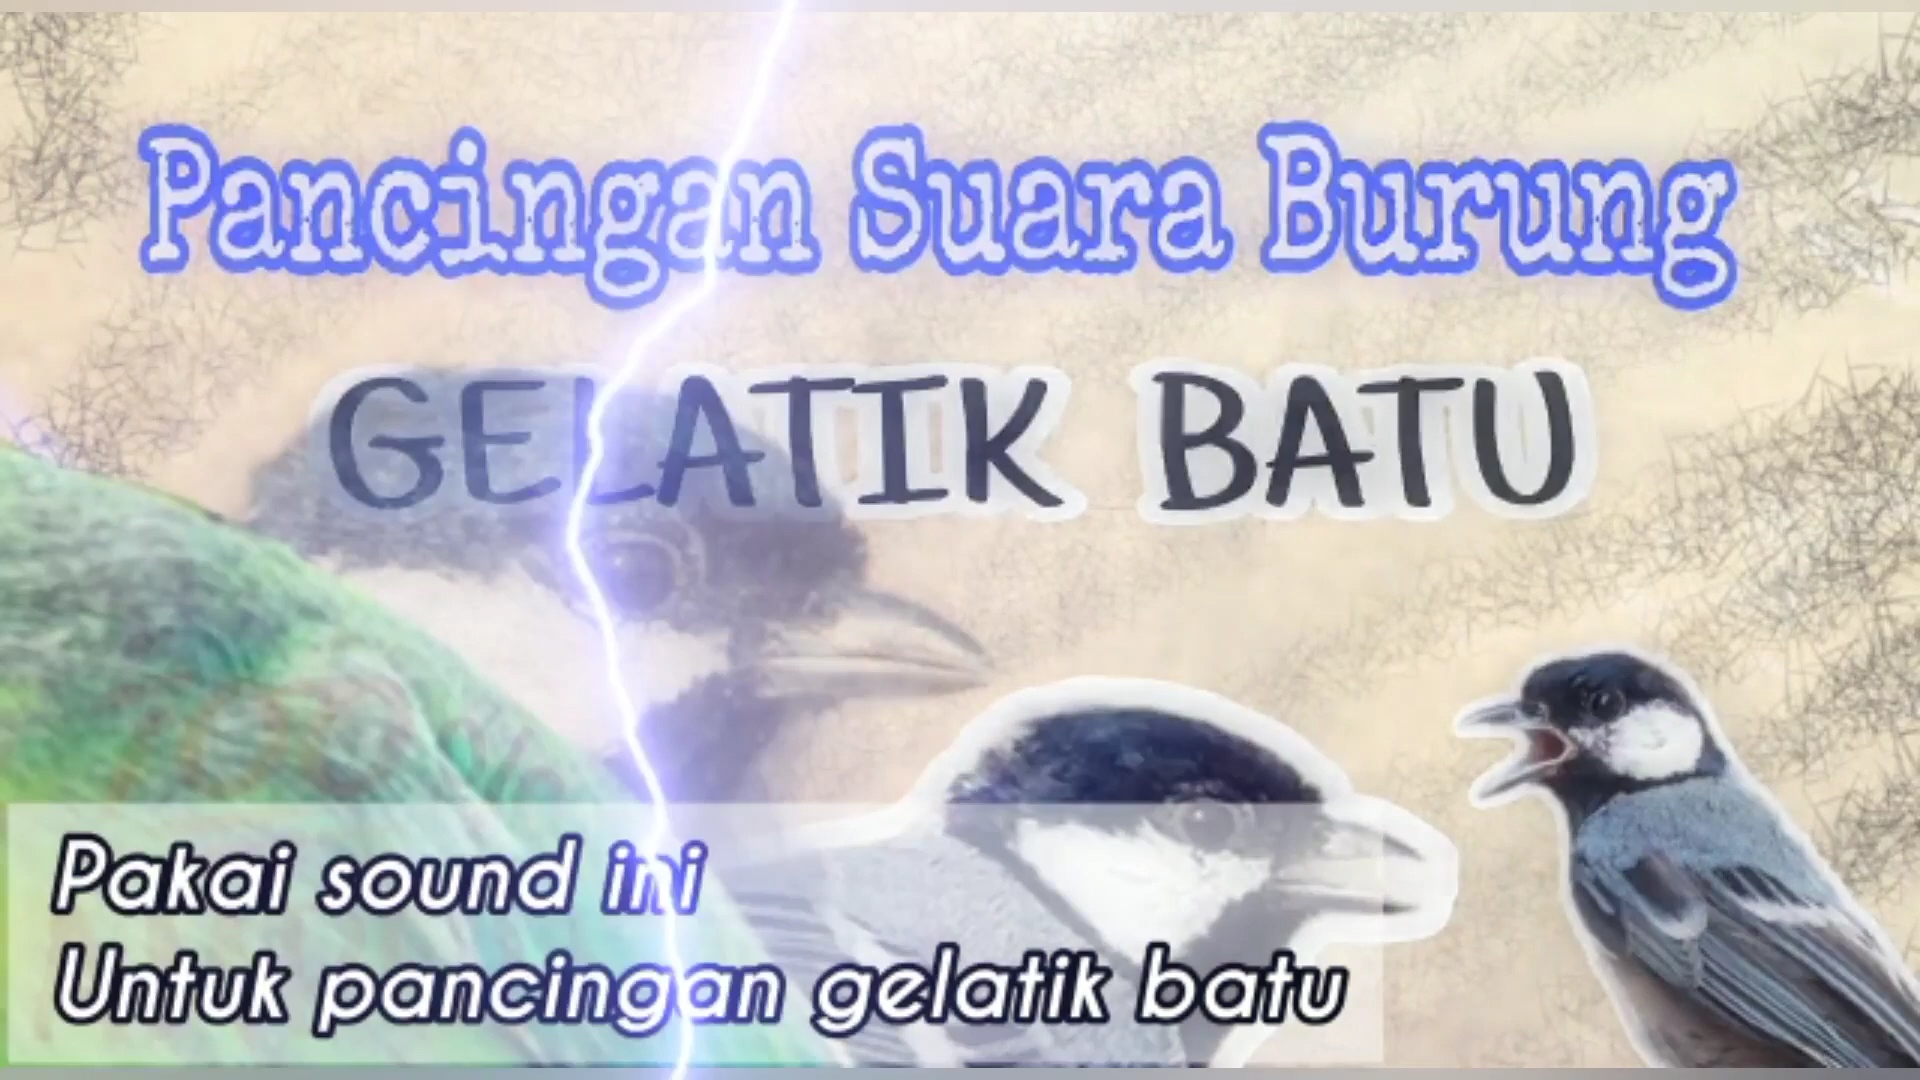 Pancingan Suara Burung
GELATIK BATU
Pakai sound ini
Untuk pancingan gelatik batu